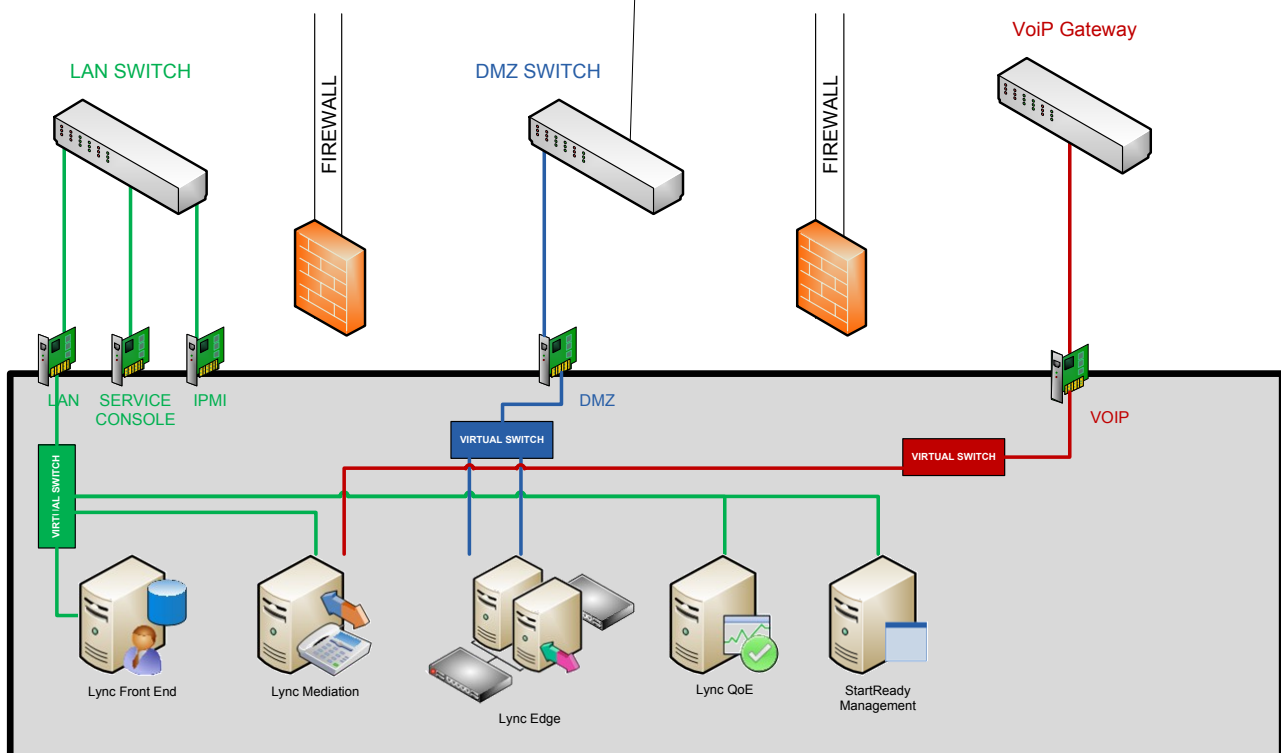 VoiP Gateway
LAN SWITCH
DMZ SWITCH
FIREWALL
FIREWALL
LAN
SERVICE
CONSOLE
IPMI
DMZ
VOIP
VIRTUAL SWITCH
VIRTUAL SWITCH
VIRTUAL SWITCH
Lync Front End
Lync Mediation
Lync Edge
Lync QoE
StartReady
Management